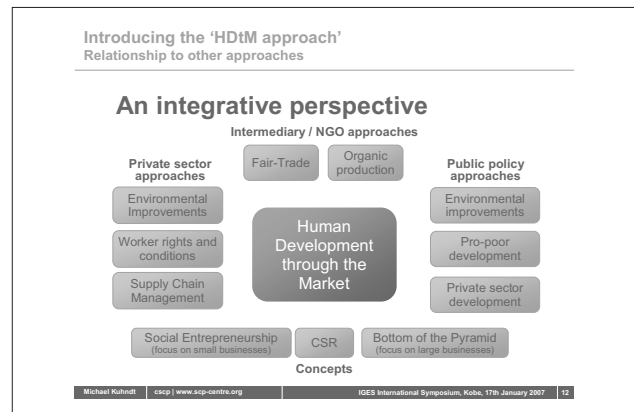 Introducing the 'HDtM approach'
Relationship to other approaches
An integrative perspective
Intermediary / NGO approaches
Private sector
approaches
Fair-Trade
Organic
production
Public policy
approaches
Environmental
Improvements
Worker rights and
conditions
Supply Chain
Management
Human
Development
through the
Market
Environmental
improvements
Pro-poor
development
Private sector
development
Social Entrepreneurship
(focus on small businesses)
CSR
Bottom of the Pyramid
(focus on large businesses)
Concepts
Michael Kuhndt cscp | www.scp-centre.org IGES International Symposium, Kobe, 17th January 2007 12